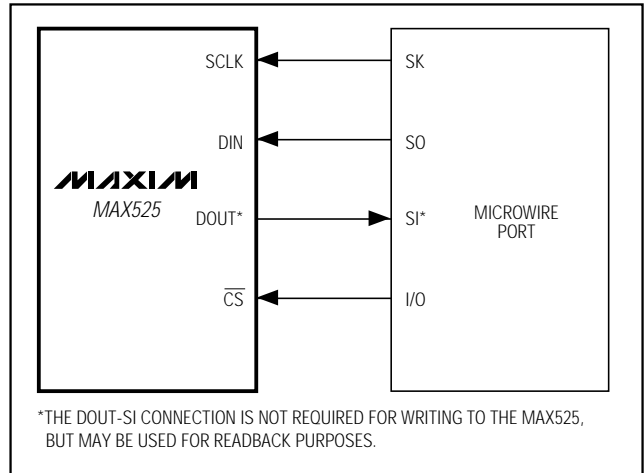 SCLK SK
DIN SO
MAXIM
MAX525
DOUT* SI* MICROWIRE
PORT
CS I/O
*THE DOUT-SI CONNECTION IS NOT REQUIRED FOR WRITING TO THE MAX525,
BUT MAY BE USED FOR READBACK PURPOSES.